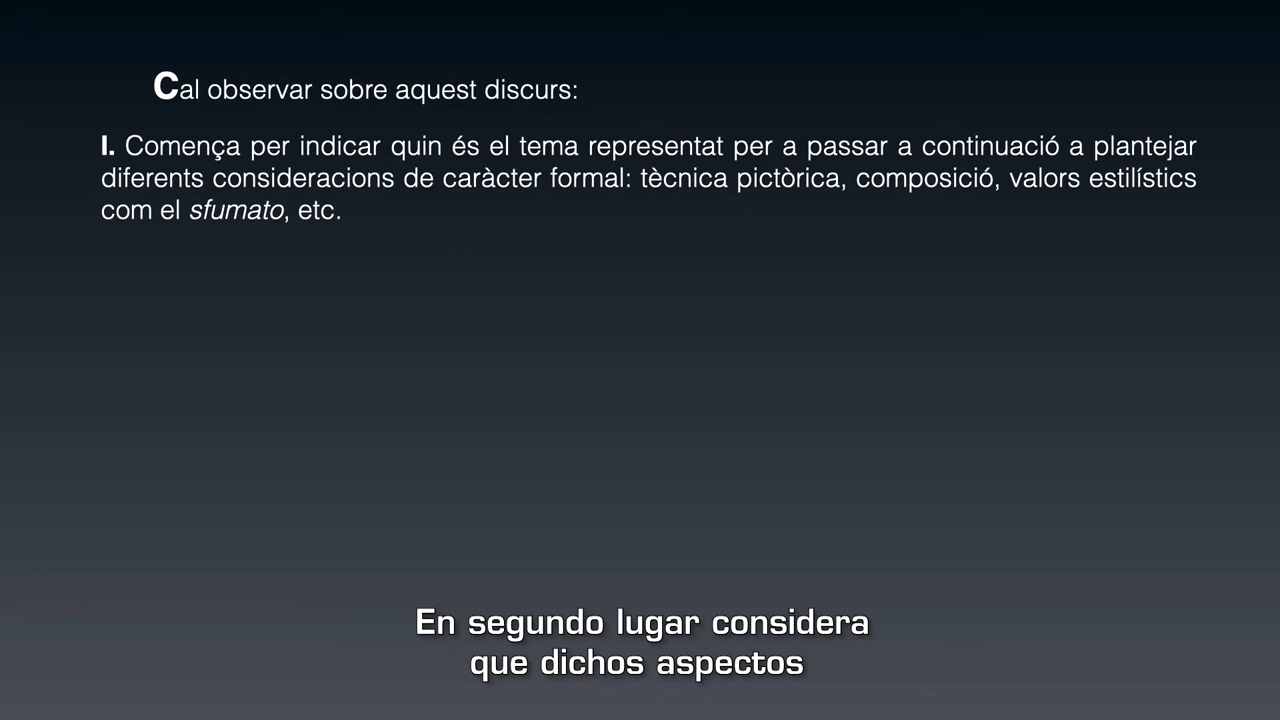 Cal observar sobre aquest discurs:
I. Comença per indicar quin és el tema representat per a passar a continuació a plantejar
diferents consideracions de caràcter formal: tècnica pictòrica, composició, valors estilístics
com el sfumato, etc.
En segundo lugar considera
que dichos aspectos